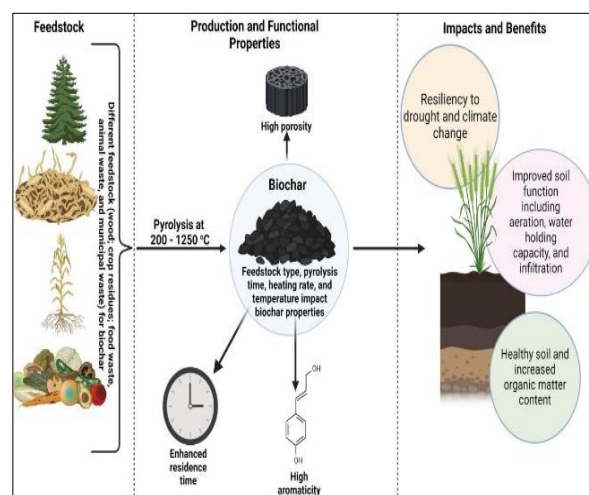 Feedstock
Different feedstock (wood; crop residues; food waste,
animal waste, and municipal waste) for
biochar
Production and Functional
Properties
High porosity
Pyrolysis at
200 - 1250 ºC
Biochar
Feedstock type, pyrolysis
time, heating rate, and
temperature impact
biochar properties
Enhanced
residence time
OH
OH
High
aromaticity
Impacts and Benefits
Resiliency to
drought and climate
change
Improved soil
function including
aeration, water
holding capacity, and
infiltration
Healthy soil and
increased
organic matter
content